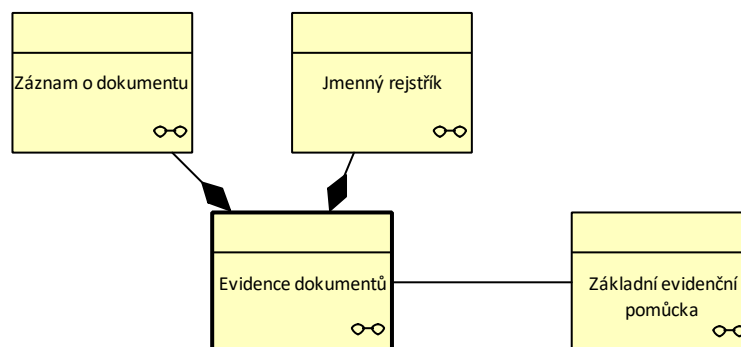 Záznam o dokumentu
Jmenný rejstřík
Evidence dokumentů
Základní evidenční
pomůcka